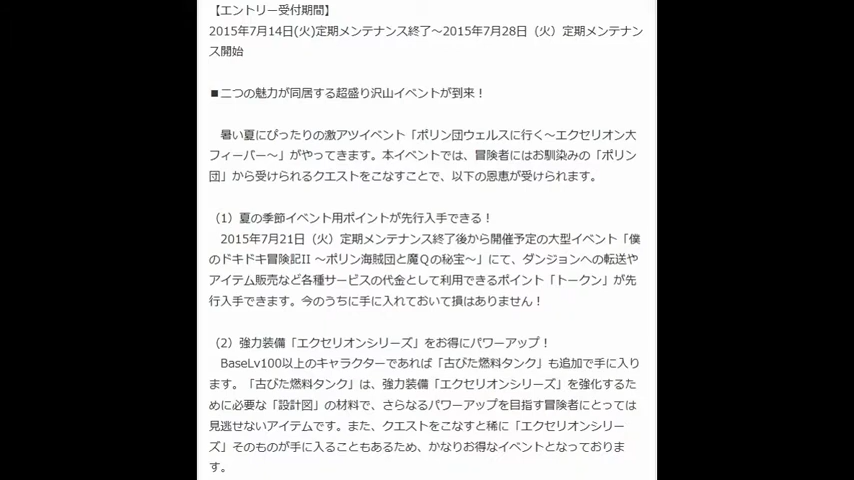 【エントリー受付期間】
2015年7月14日(火)定期メンテナンス終了～2015年7月28日（火）定期メンテナン
ス開始
■二つの魅力が同居する超盛り沢山イベントが到来！
暑い夏にぴったりの激アツイベント「ポリン団ウェルスに行く～エクセリオン大
フィーバー～」がやってきます。本イベントでは、冒険者にはお馴染みの「ポリン
団」から受けられるクエストをこなすことで、以下の恩恵が受けられます。
（1）夏の季節イベント用ポイントが先行入手できる！
2015年7月21日（火）定期メンテナンス終了後から開催予定の大型イベント「僕
のドキドキ冒険記II ～ポリン海賊団と魔Ｑの秘宝～」にて、ダンジョンへの転送や
アイテム販売など各種サービスの代金として利用できるポイント「トークン」が先
行入手できます。今のうちに手に入れておいて損はありません！
（2）強力装備「エクセリオンシリーズ」をお得にパワーアップ！
BaseLv100以上のキャラクターであれば「古びた燃料タンク」も追加で手に入り
ます。「古びた燃料タンク」は、強力装備「エクセリオンシリーズ」を強化するた
めに必要な「設計図」の材料で、さらなるパワーアップを目指す冒険者にとっては
見逃せないアイテムです。また、クエストをこなすと稀に「エクセリオンシリー
ズ」そのものが手に入ることもあるため、かなりお得なイベントとなっておりま
す。